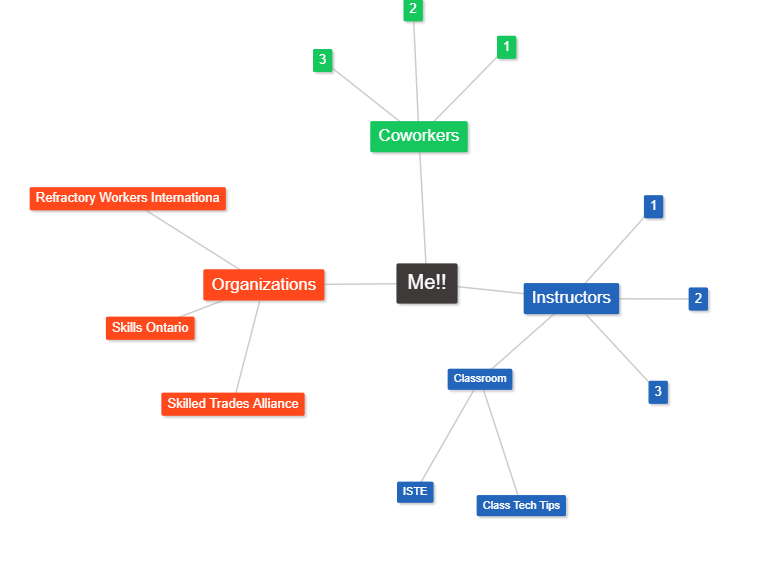 2
1
3
Coworkers
Refractory Workers Internationa
1
Organizations
Me!!
Instructors
2
Skills Ontario
Classroom
3
Skilled Trades Alliance
ISTE
Class Tech Tips